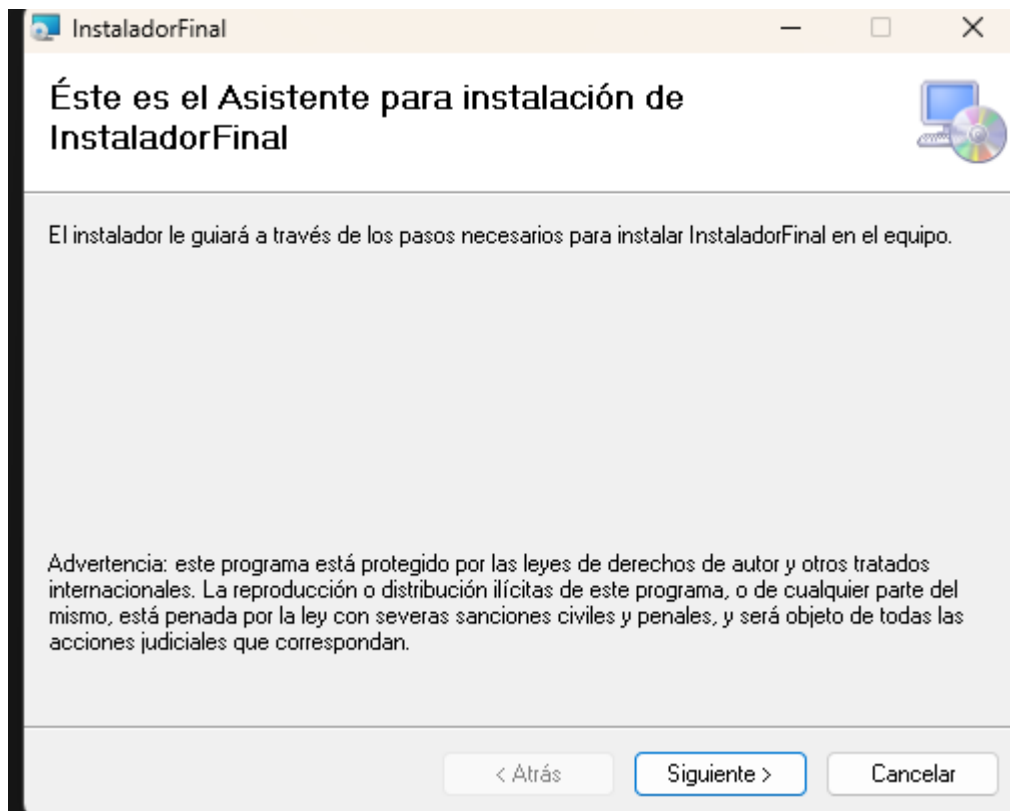 InstaladorFinal
Éste es el Asistente para instalación de
InstaladorFinal
El instalador le guiará a través de los pasos necesarios para instalar InstaladorFinal en el equipo.
Advertencia: este programa está protegido por las leyes de derechos de autor y otros tratados
internacionales. La reproducción o distribución ilícitas de este programa, o de cualquier parte del
mismo, está penada por la ley con severas sanciones civiles y penales, y será objeto de todas las
acciones judiciales que correspondan.
< Atrás
Siguiente >
Cancelar